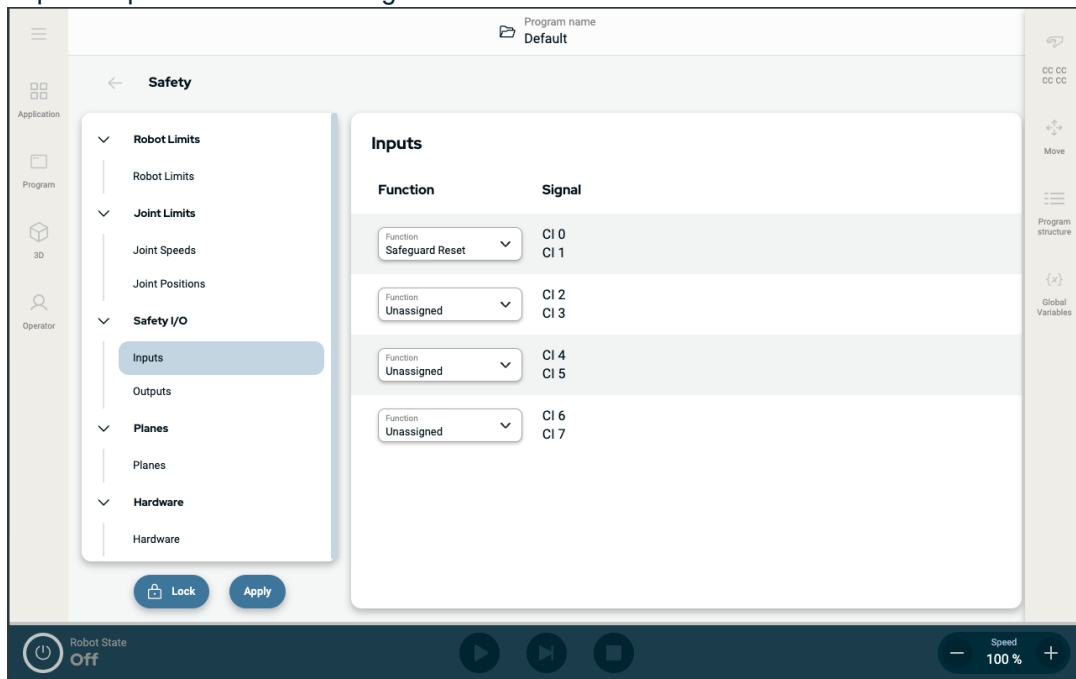 Program name
Default
CC CC
CC CC
Application
Program
3D
Operator
Safety
Robot Limits
Robot Limits
Joint Limits
Joint Speeds
Joint Positions
Safety I/O
Inputs
Outputs
Planes
Planes
Hardware
Hardware
Lock
Apply
Inputs
Function Signal
Function
Safeguard Reset
CI 0
CI 1
Function
Unassigned
CI 2
CI 3
Function
Unassigned
CI 4
CI 5
Function
Unassigned
CI 6
CI 7
Move
Program
structure
{x}
Global
Variables
Robot State
Off
Speed
100 %